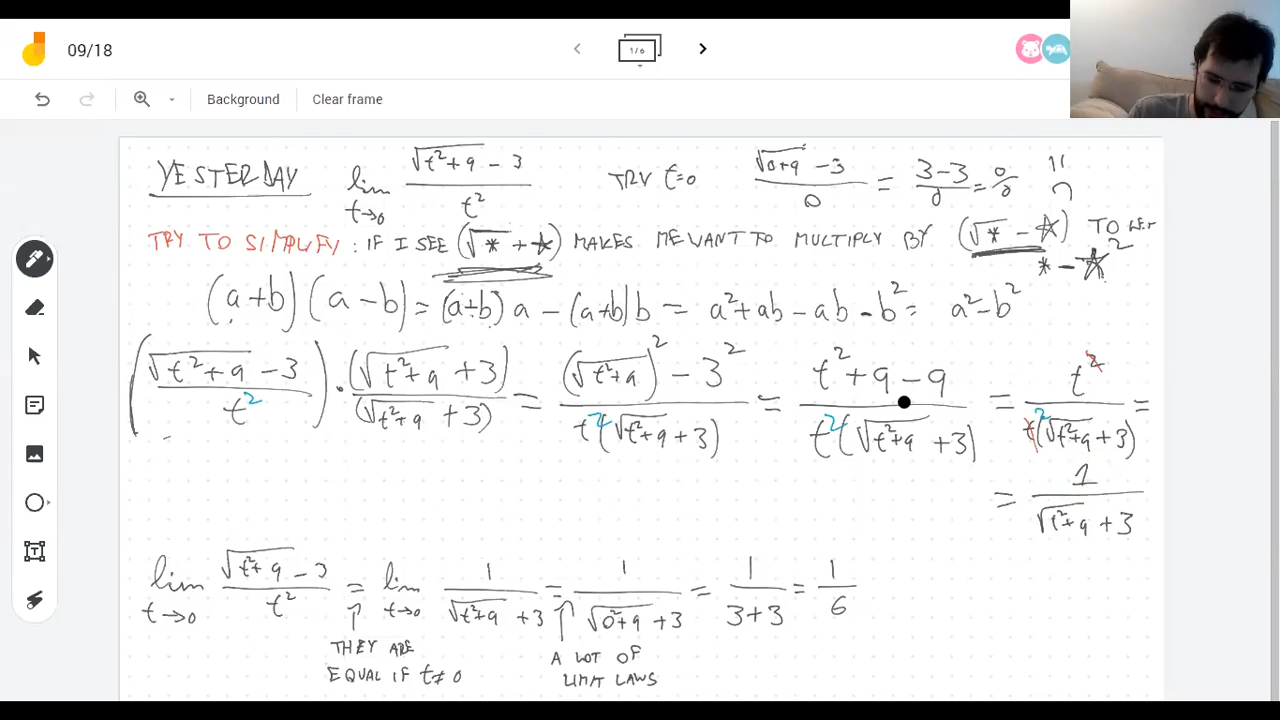 09/18
1/6
Background
Clear frame
YESTERDAY lim t→0 (√(t²+9) - 3)/t² TRY t=0 (√(0+9) - 3)/0 = (3-3)/0 = 0/0
TRY TO SIMPLIFY: IF I SEE (√* + ☆) MAKES ME WANT TO MULTIPLY BY (√* - ☆) TO GET
* - ☆²
(a+b)(a-b) = (a+b)a - (a+b)b = a²+ab-ab-b² = a²-b²
((√(t²+9) - 3)/t²) · (√(t²+9) + 3)/(√(t²+9) + 3) = ((√(t²+9))² - 3²)/(t²(√(t²+9) + 3)) = (t²+9-9)/(t²(√(t²+9) + 3)) = t²/(t²(√(t²+9) + 3)) =
= 1/(√(t²+9) + 3)
lim t→0 (√(t²+9) - 3)/t² = lim t→0 1/(√(t²+9) + 3) = 1/(√(0²+9) + 3) = 1/(3+3) = 1/6
↑ THEY ARE
EQUAL IF t≠0
↑ A LOT OF
LIMIT LAWS